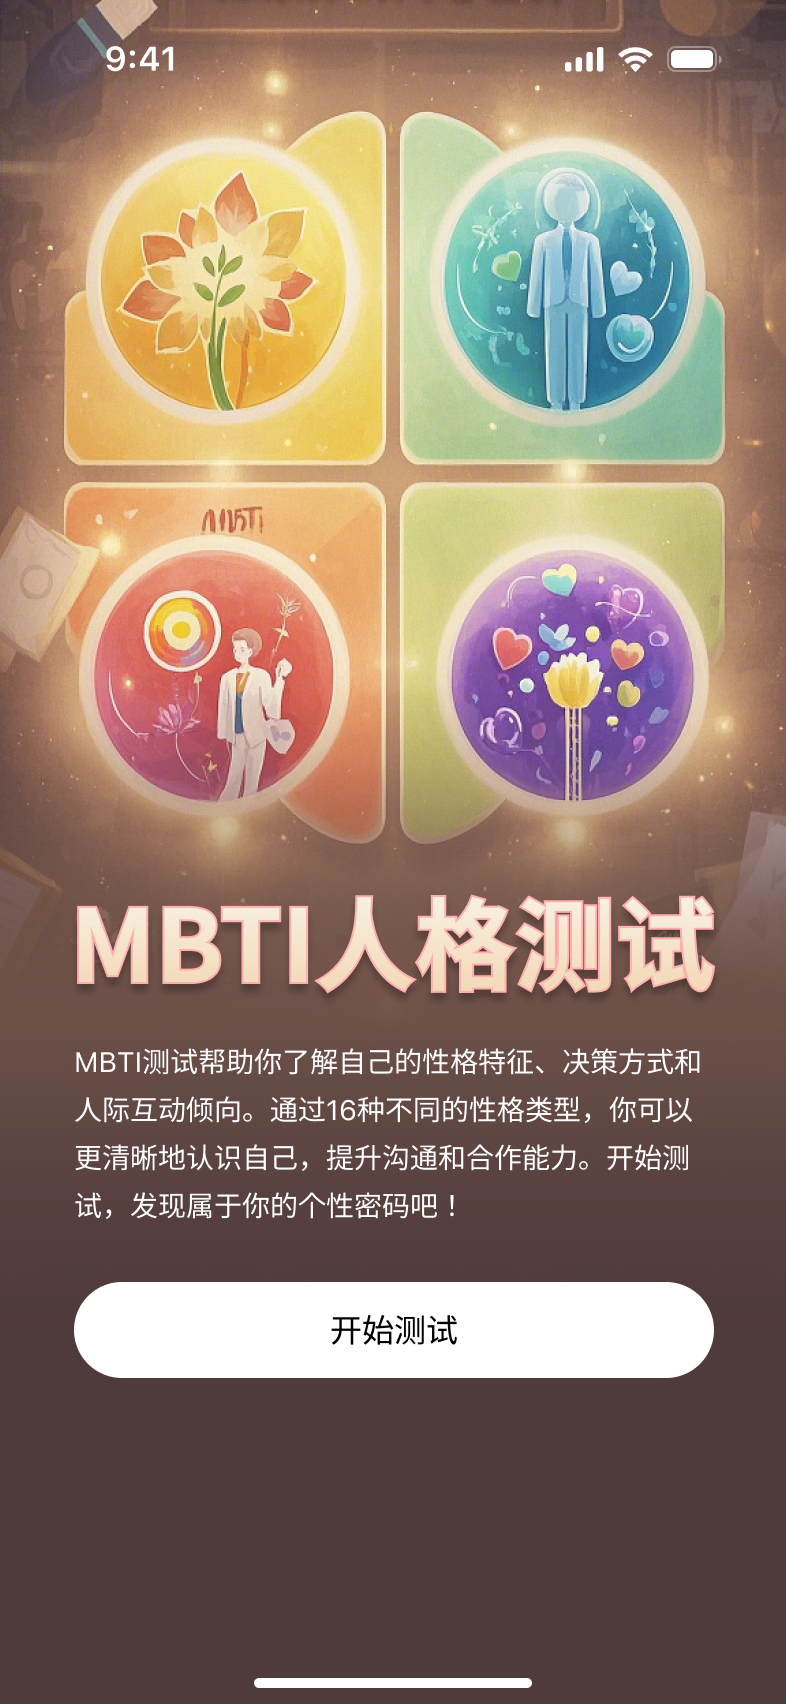 9:41
MBTI
MBTI人格测试
MBTI测试帮助你了解自己的性格特征、决策方式和
人际互动倾向。通过16种不同的性格类型，你可以
更清晰地认识自己，提升沟通和合作能力。开始测
试，发现属于你的个性密码吧！
开始测试